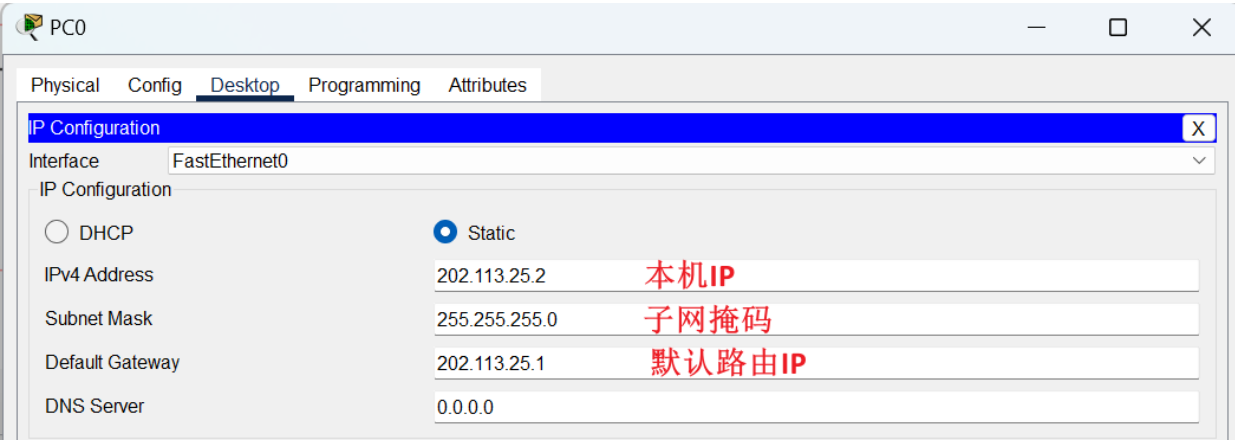 PC0
Physical Config Desktop Programming Attributes
IP Configuration X
Interface FastEthernet0
IP Configuration
DHCP Static
IPv4 Address 202.113.25.2 本机IP
Subnet Mask 255.255.255.0 子网掩码
Default Gateway 202.113.25.1 默认路由IP
DNS Server 0.0.0.0